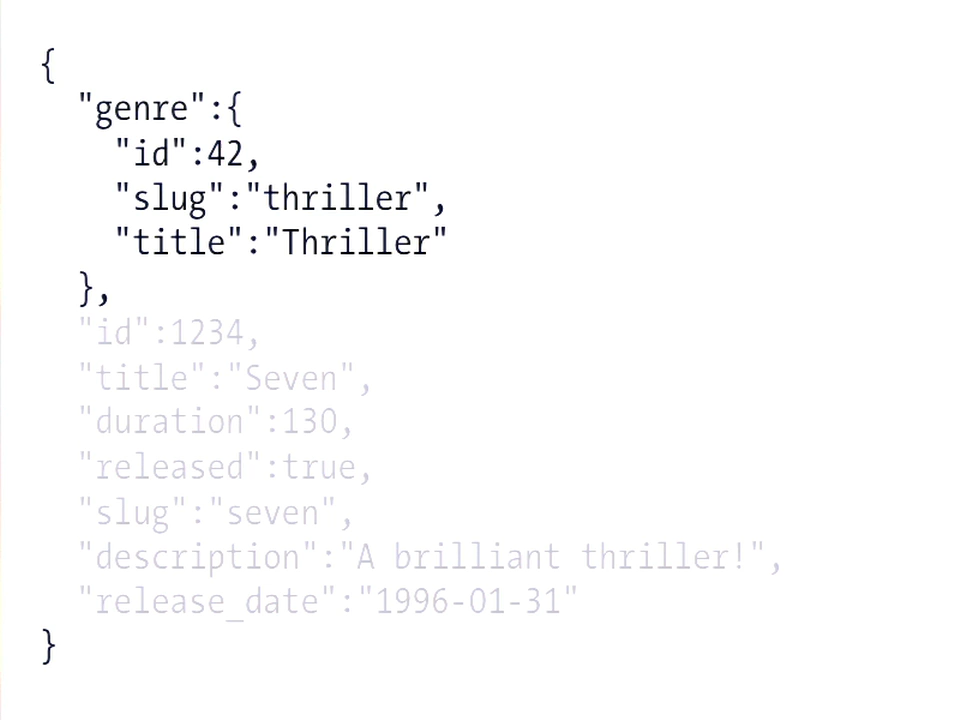 {
"genre":{
"id":42,
"slug":"thriller",
"title":"Thriller"
},
"id":1234,
"title":"Seven",
"duration":130,
"released":true,
"slug":"seven",
"description":"A brilliant thriller!",
"release_date":"1996-01-31"
}